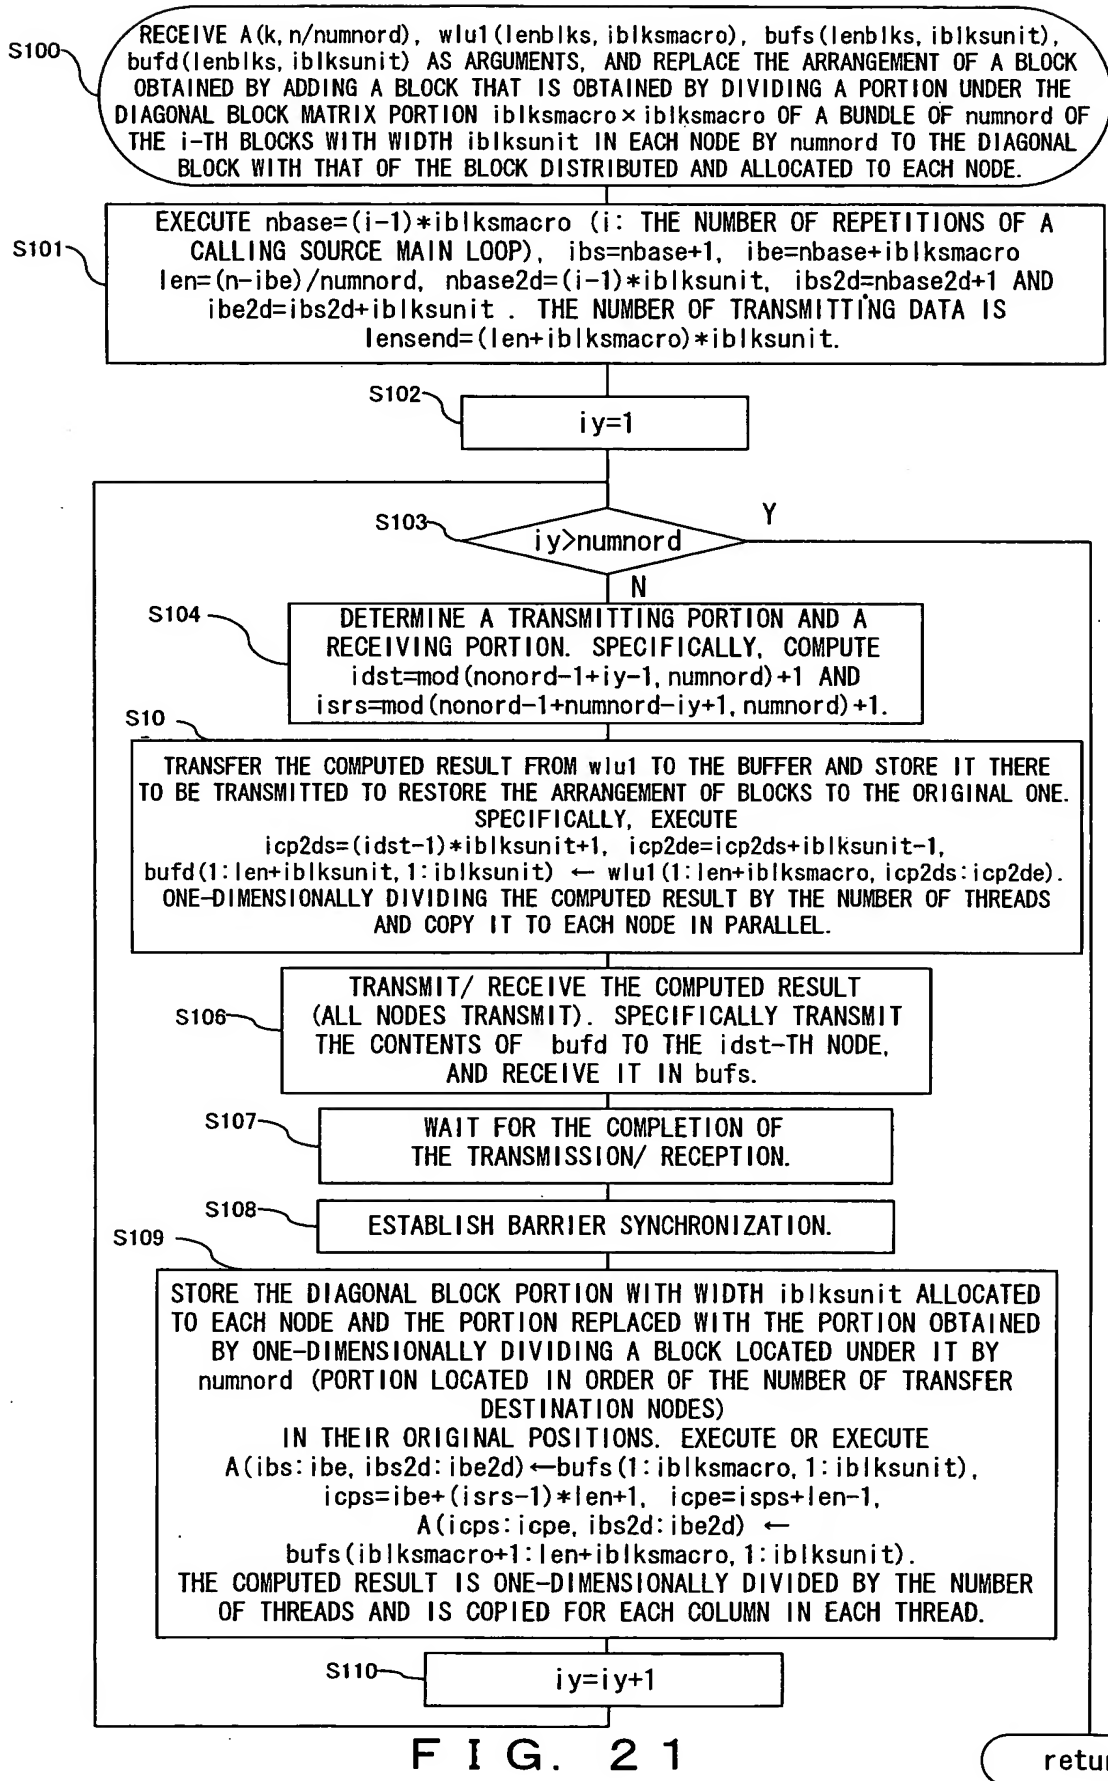 S100
RECEIVE A(k, n/numnord), wlu1(lenblks, iblksmacro), bufs(lenblks, iblksunit),
bufd(lenblks, iblksunit) AS ARGUMENTS, AND REPLACE THE ARRANGEMENT OF A BLOCK
OBTAINED BY ADDING A BLOCK THAT IS OBTAINED BY DIVIDING A PORTION UNDER THE
DIAGONAL BLOCK MATRIX PORTION iblksmacro×iblksmacro OF A BUNDLE OF numnord OF
THE i-TH BLOCKS WITH WIDTH iblksunit IN EACH NODE BY numnord TO THE DIAGONAL
BLOCK WITH THAT OF THE BLOCK DISTRIBUTED AND ALLOCATED TO EACH NODE.
S101
EXECUTE nbase=(i-1)*iblksmacro (i: THE NUMBER OF REPETITIONS OF A
CALLING SOURCE MAIN LOOP), ibs=nbase+1, ibe=nbase+iblksmacro
len=(n-ibe)/numnord, nbase2d=(i-1)*iblksunit, ibs2d=nbase2d+1 AND
ibe2d=ibs2d+iblksunit . THE NUMBER OF TRANSMITTING DATA IS
lensend=(len+iblksmacro)*iblksunit.
S102
iy=1
S103
iy>numnord
Y
N
S104
DETERMINE A TRANSMITTING PORTION AND A
RECEIVING PORTION. SPECIFICALLY, COMPUTE
idst=mod(nonord-1+iy-1, numnord)+1 AND
isrs=mod(nonord-1+numnord-iy+1, numnord)+1.
S10
TRANSFER THE COMPUTED RESULT FROM wlu1 TO THE BUFFER AND STORE IT THERE
TO BE TRANSMITTED TO RESTORE THE ARRANGEMENT OF BLOCKS TO THE ORIGINAL ONE.
SPECIFICALLY, EXECUTE
icp2ds=(idst-1)*iblksunit+1, icp2de=icp2ds+iblksunit-1,
bufd(1:len+iblksunit, 1:iblksunit) ← wlu1(1:len+iblksmacro, icp2ds:icp2de).
ONE-DIMENSIONALLY DIVIDING THE COMPUTED RESULT BY THE NUMBER OF THREADS
AND COPY IT TO EACH NODE IN PARALLEL.
S106
TRANSMIT/ RECEIVE THE COMPUTED RESULT
(ALL NODES TRANSMIT). SPECIFICALLY TRANSMIT
THE CONTENTS OF bufd TO THE idst-TH NODE,
AND RECEIVE IT IN bufs.
S107
WAIT FOR THE COMPLETION OF
THE TRANSMISSION/ RECEPTION.
S108
ESTABLISH BARRIER SYNCHRONIZATION.
S109
STORE THE DIAGONAL BLOCK PORTION WITH WIDTH iblksunit ALLOCATED
TO EACH NODE AND THE PORTION REPLACED WITH THE PORTION OBTAINED
BY ONE-DIMENSIONALLY DIVIDING A BLOCK LOCATED UNDER IT BY
numnord (PORTION LOCATED IN ORDER OF THE NUMBER OF TRANSFER
DESTINATION NODES)
IN THEIR ORIGINAL POSITIONS. EXECUTE OR EXECUTE
A(ibs:ibe, ibs2d:ibe2d)←bufs(1:iblksmacro, 1:iblksunit),
icps=ibe+(isrs-1)*len+1, icpe=isps+len-1,
A(icps:icpe, ibs2d:ibe2d) ←
bufs(iblksmacro+1:len+iblksmacro, 1:iblksunit).
THE COMPUTED RESULT IS ONE-DIMENSIONALLY DIVIDED BY THE NUMBER
OF THREADS AND IS COPIED FOR EACH COLUMN IN EACH THREAD.
S110
iy=iy+1
FIG. 21